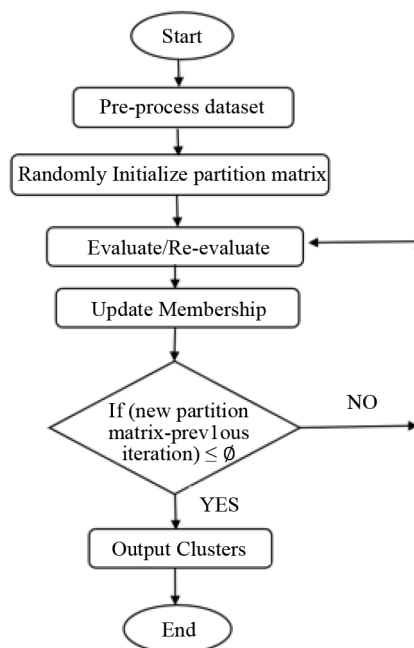 Start
Pre-process dataset
Randomly Initialize partition matrix
Evaluate/Re-evaluate
Update Membership
If (new partition
matrix-prev1ous
iteration) ≤ ∅
NO
YES
Output Clusters
End